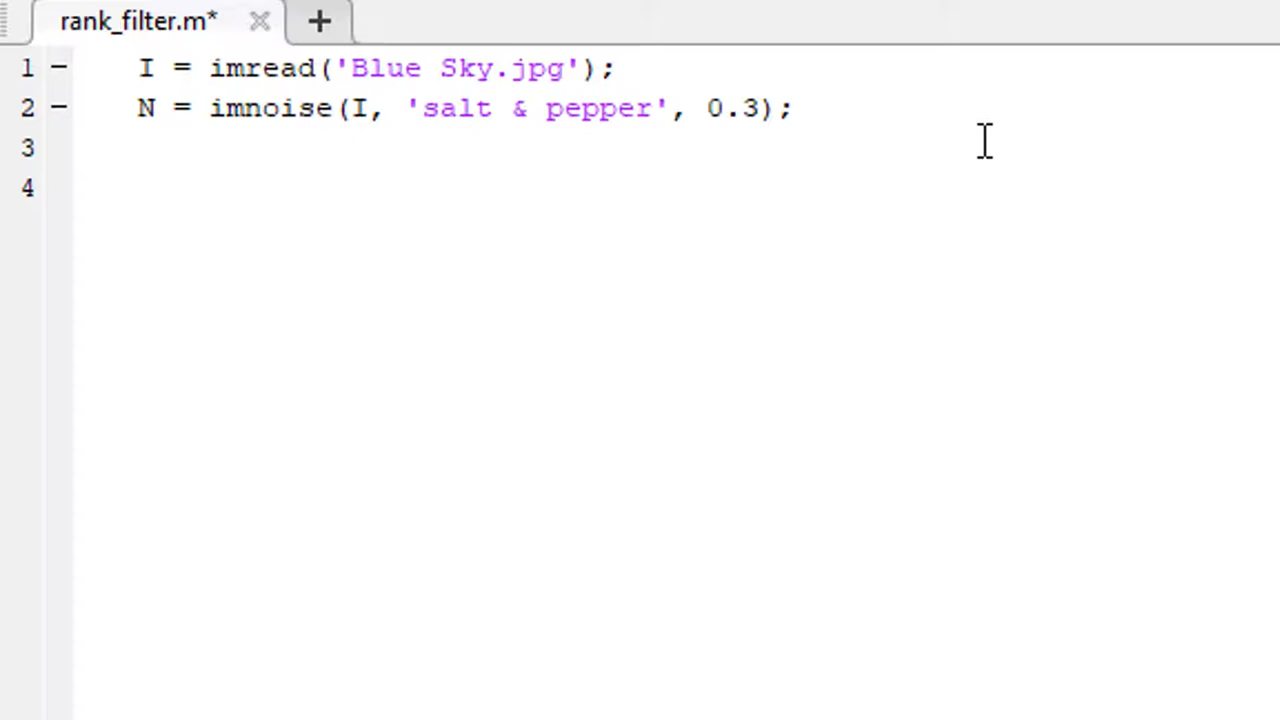 rank_filter.m*
1 I = imread('Blue Sky.jpg');
2 N = imnoise(I, 'salt & pepper', 0.3);
3
4